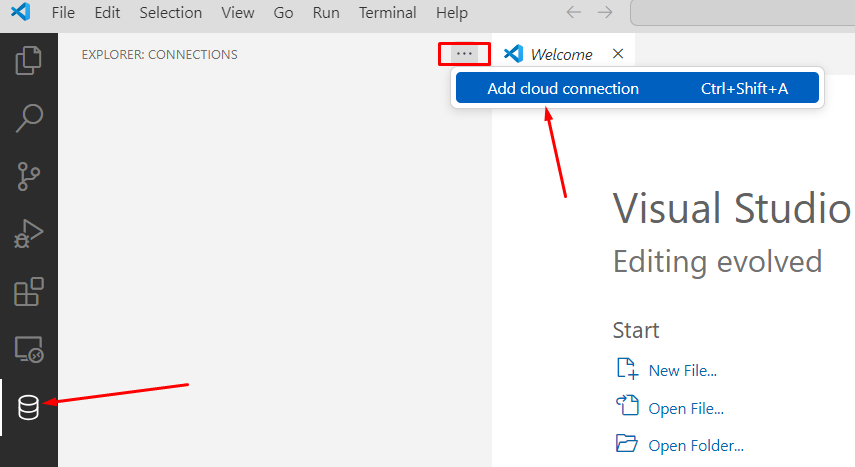 File Edit Selection View Go Run Terminal Help
EXPLORER: CONNECTIONS ... Welcome
Add cloud connection Ctrl+Shift+A
Visual Studio
Editing evolved
Start
New File...
Open File...
Open Folder...